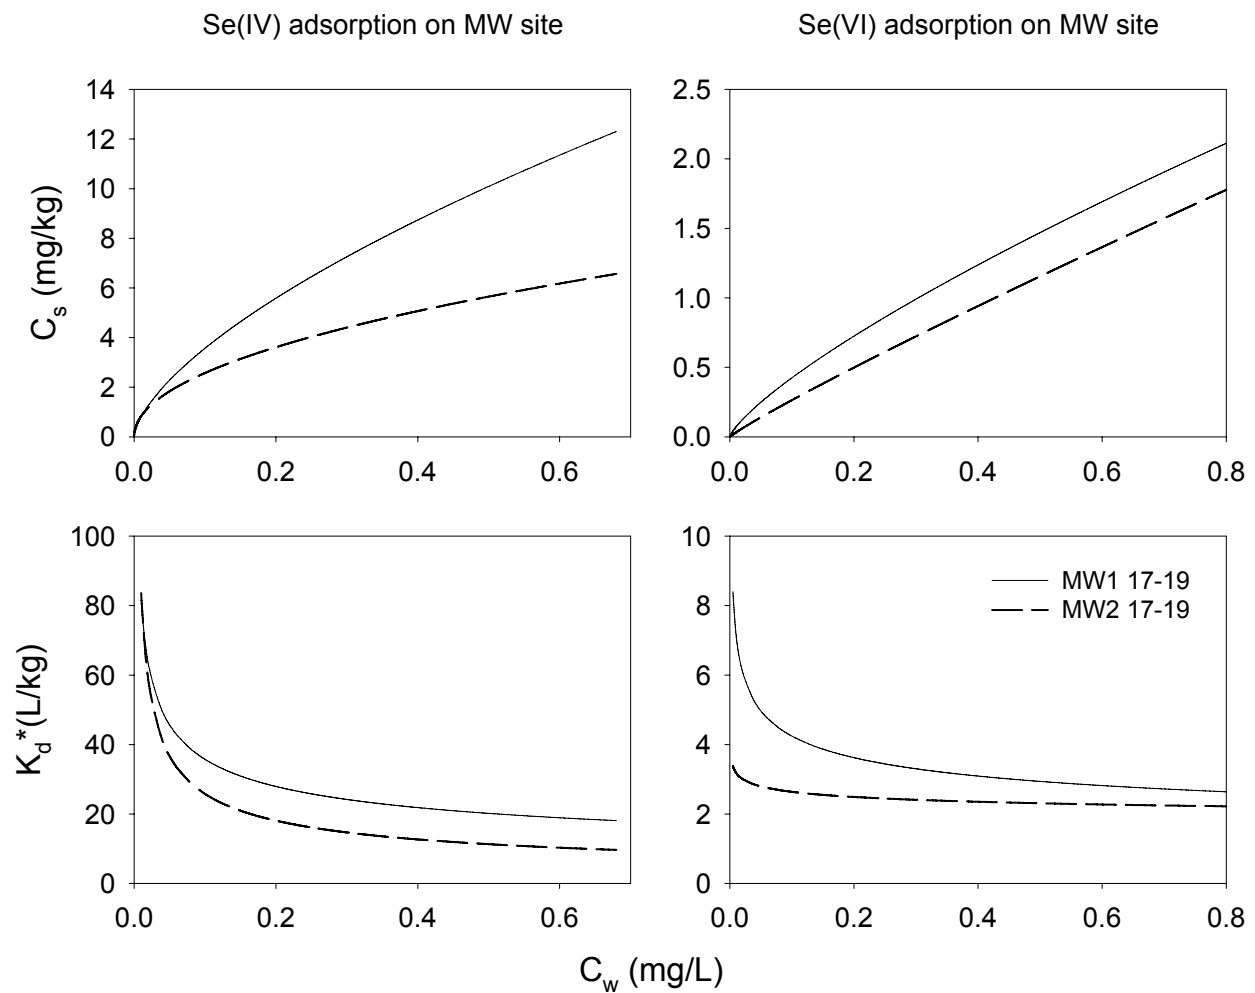 Se(IV) adsorption on MW site
Se(VI) adsorption on MW site
C_s (mg/kg)
14
12
10
8
6
4
2
0
0.0 0.2 0.4 0.6
2.5
2.0
1.5
1.0
0.5
0.0
0.0 0.2 0.4 0.6 0.8
K_d*(L/kg)
100
80
60
40
20
0
0.0 0.2 0.4 0.6
10
8
6
4
2
0
0.0 0.2 0.4 0.6 0.8
MW1 17-19
MW2 17-19
C_w (mg/L)